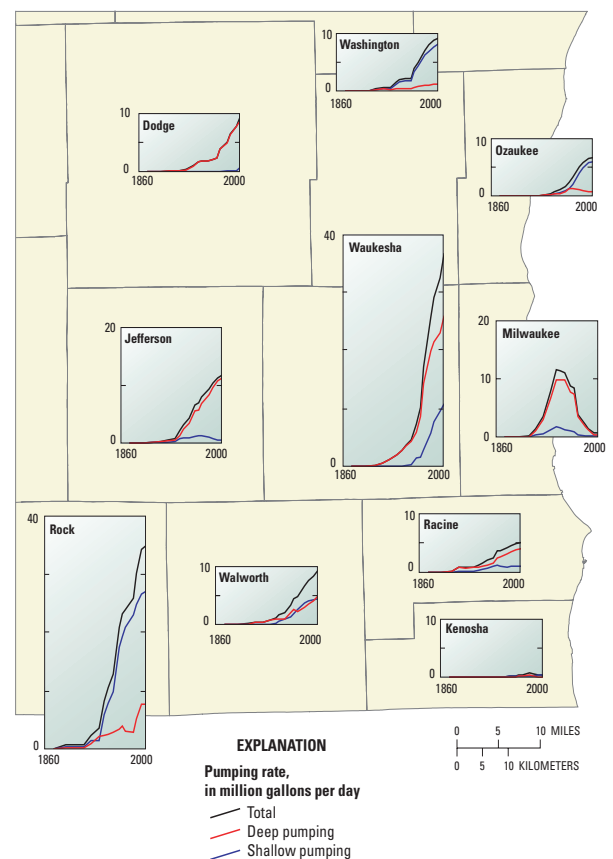 Washington
10
0
1860
2000
Dodge
10
0
1860
2000
Ozaukee
10
0
1860
2000
Waukesha
40
0
1860
2000
Jefferson
20
10
0
1860
2000
Milwaukee
20
10
0
1860
2000
Rock
40
0
1860
2000
Walworth
10
0
1860
2000
Racine
10
0
1860
2000
Kenosha
10
0
1860
2000
EXPLANATION
Pumping rate,
in million gallons per day
Total
Deep pumping
Shallow pumping
0 5 10 MILES
0 5 10 KILOMETERS